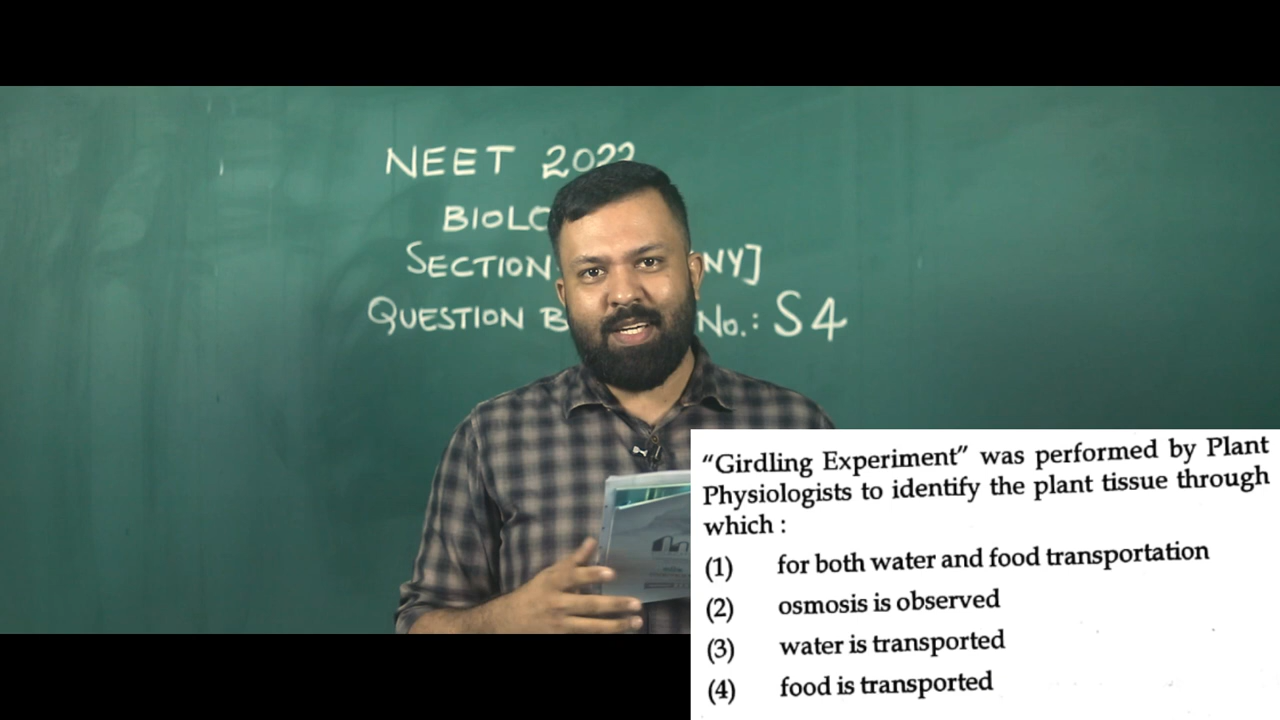 NEET 2022
BIOLO
SECTION NY]
QUESTION B No.: S4
“Girdling Experiment” was performed by Plant
Physiologists to identify the plant tissue through
which :
(1) for both water and food transportation
(2) osmosis is observed
(3) water is transported
(4) food is transported